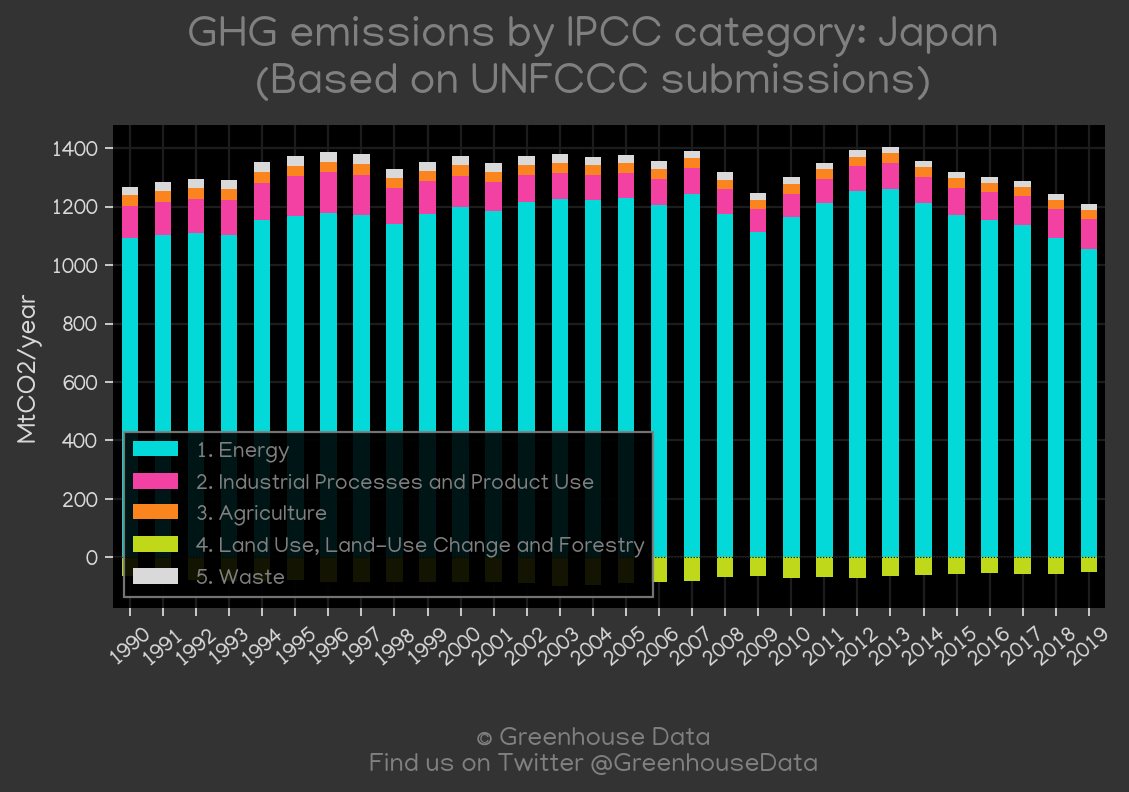 GHG emissions by IPCC category: Japan
(Based on UNFCCC submissions)
MtCO2/year
1400
1200
1000
800
600
400
200
0
1. Energy
2. Industrial Processes and Product Use
3. Agriculture
4. Land Use, Land-Use Change and Forestry
5. Waste
1990 1991 1992 1993 1994 1995 1996 1997 1998 1999 2000 2001 2002 2003 2004 2005 2006 2007 2008 2009 2010 2011 2012 2013 2014 2015 2016 2017 2018 2019
© Greenhouse Data
Find us on Twitter @GreenhouseData